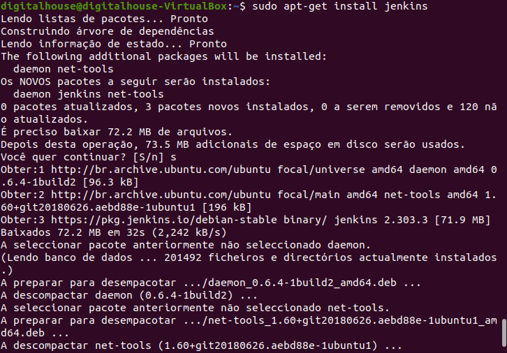 digitalhouse@digitalhouse-VirtualBox:~$ sudo apt-get install jenkins
Lendo listas de pacotes... Pronto
Construindo árvore de dependências
Lendo informação de estado... Pronto
The following additional packages will be installed:
  daemon net-tools
Os NOVOS pacotes a seguir serão instalados:
  daemon jenkins net-tools
0 pacotes atualizados, 3 pacotes novos instalados, 0 a serem removidos e 120 nã
o atualizados.
É preciso baixar 72.2 MB de arquivos.
Depois desta operação, 73.5 MB adicionais de espaço em disco serão usados.
Você quer continuar? [S/n] s
Obter:1 http://br.archive.ubuntu.com/ubuntu focal/universe amd64 daemon amd64 0
.6.4-1build2 [96.3 kB]
Obter:2 http://br.archive.ubuntu.com/ubuntu focal/main amd64 net-tools amd64 1.
60+git20180626.aebd88e-1ubuntu1 [196 kB]
Obter:3 https://pkg.jenkins.io/debian-stable binary/ jenkins 2.303.3 [71.9 MB]
Baixados 72.2 MB em 32s (2,242 kB/s)
A seleccionar pacote anteriormente não seleccionado daemon.
(Lendo banco de dados ... 201492 ficheiros e directórios actualmente instalados
.)
A preparar para desempacotar .../daemon_0.6.4-1build2_amd64.deb ...
A descompactar daemon (0.6.4-1build2) ...
A seleccionar pacote anteriormente não seleccionado net-tools.
A preparar para desempacotar .../net-tools_1.60+git20180626.aebd88e-1ubuntu1_am
d64.deb ...
A descompactar net-tools (1.60+git20180626.aebd88e-1ubuntu1) ...